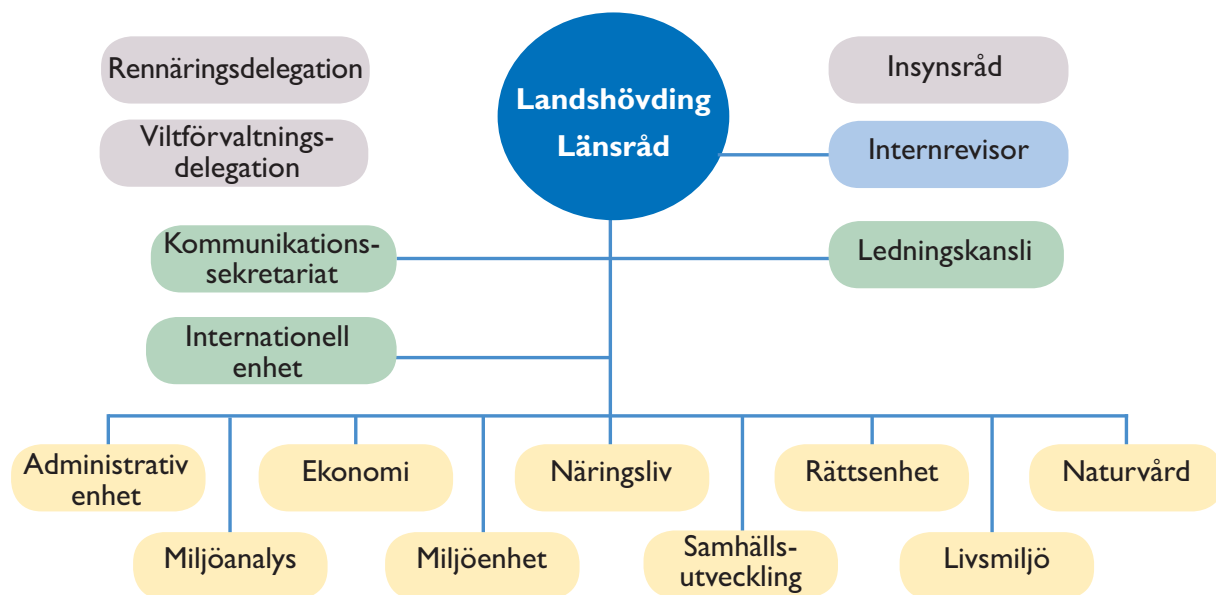 Rennäringsdelegation
Viltförvaltnings-
delegation
Landshövding
Länsråd
Insynsråd
Internrevisor
Kommunikations-
sekretariat
Ledningskansli
Internationell
enhet
Administrativ
enhet
Ekonomi
Näringsliv
Rättsenhet
Naturvård
Miljöanalys
Miljöenhet
Samhälls-
utveckling
Livsmiljö